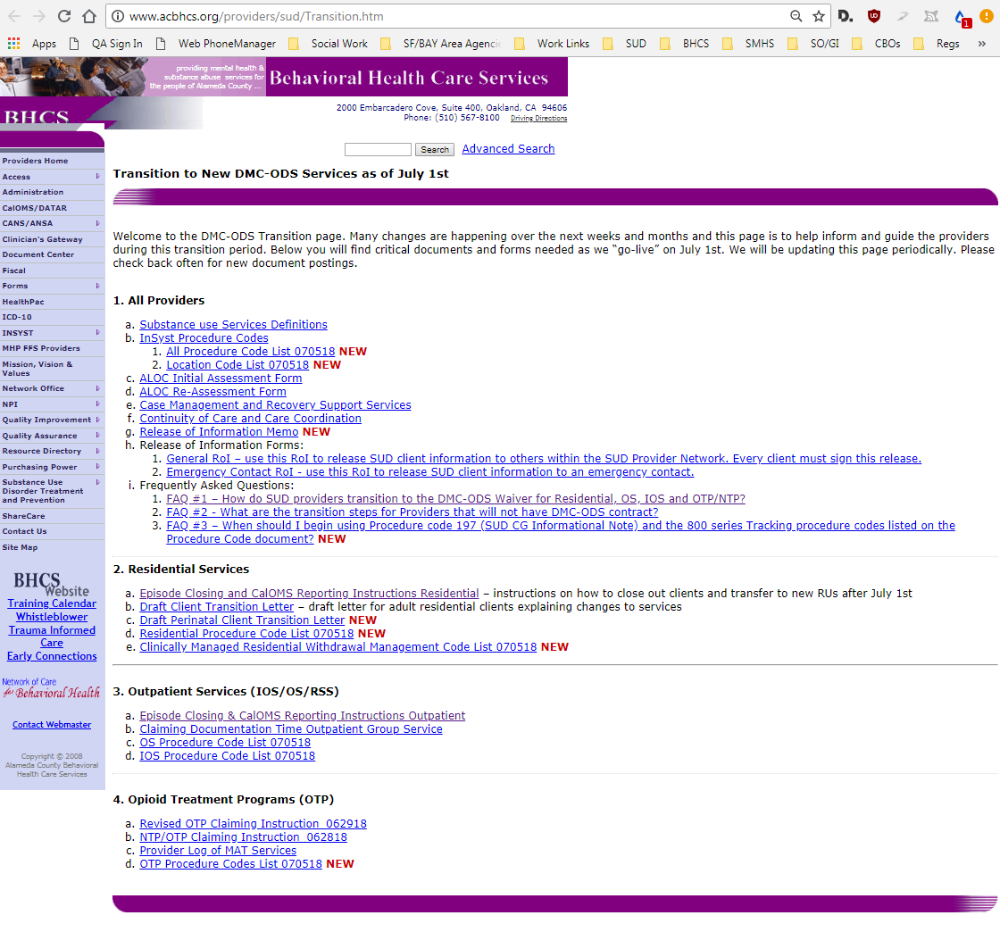 www.acbhcs.org/providers/sud/Transition.htm
1
Apps QA Sign In Web PhoneManager Social Work SF/BAY Area Agencie Work Links SUD BHCS SMHS SO/GI CBOs Regs »
providing mental health &
substance abuse services for
the people of Alameda County ...
Behavioral Health Care Services
BHCS
2000 Embarcadero Cove, Suite 400, Oakland, CA 94606
Phone: (510) 567-8100 Driving Directions
Search Advanced Search
Providers Home
Access
Administration
CalOMS/DATAR
CANS/ANSA
Clinician's Gateway
Document Center
Fiscal
Forms
HealthPac
ICD-10
INSYST
MHP FFS Providers
Mission, Vision &
Values
Network Office
NPI
Quality Improvement
Quality Assurance
Resource Directory
Purchasing Power
Substance Use
Disorder Treatment
and Prevention
ShareCare
Contact Us
Site Map
BHCS
Website
Training Calendar
Whistleblower
Trauma Informed
Care
Early Connections
Network of Care
for Behavioral Health
Contact Webmaster
Copyright © 2008
Alameda County Behavioral
Health Care Services
Transition to New DMC-ODS Services as of July 1st
Welcome to the DMC-ODS Transition page. Many changes are happening over the next weeks and months and this page is to help inform and guide the providers
during this transition period. Below you will find critical documents and forms needed as we “go-live” on July 1st. We will be updating this page periodically. Please
check back often for new document postings.
1. All Providers
a. Substance use Services Definitions
b. InSyst Procedure Codes
1. All Procedure Code List 070518 NEW
2. Location Code List 070518 NEW
c. ALOC Initial Assessment Form
d. ALOC Re-Assessment Form
e. Case Management and Recovery Support Services
f. Continuity of Care and Care Coordination
g. Release of Information Memo NEW
h. Release of Information Forms:
1. General RoI – use this RoI to release SUD client information to others within the SUD Provider Network. Every client must sign this release.
2. Emergency Contact RoI - use this RoI to release SUD client information to an emergency contact.
i. Frequently Asked Questions:
1. FAQ #1 – How do SUD providers transition to the DMC-ODS Waiver for Residential, OS, IOS and OTP/NTP?
2. FAQ #2 - What are the transition steps for Providers that will not have DMC-ODS contract?
3. FAQ #3 – When should I begin using Procedure code 197 (SUD CG Informational Note) and the 800 series Tracking procedure codes listed on the
Procedure Code document? NEW
2. Residential Services
a. Episode Closing and CalOMS Reporting Instructions Residential – instructions on how to close out clients and transfer to new RUs after July 1st
b. Draft Client Transition Letter – draft letter for adult residential clients explaining changes to services
c. Draft Perinatal Client Transition Letter NEW
d. Residential Procedure Code List 070518 NEW
e. Clinically Managed Residential Withdrawal Management Code List 070518 NEW
3. Outpatient Services (IOS/OS/RSS)
a. Episode Closing & CalOMS Reporting Instructions Outpatient
b. Claiming Documentation Time Outpatient Group Service
c. OS Procedure Code List 070518
d. IOS Procedure Code List 070518
4. Opioid Treatment Programs (OTP)
a. Revised OTP Claiming Instruction_062918
b. NTP/OTP Claiming Instruction_062818
c. Provider Log of MAT Services
d. OTP Procedure Codes List 070518 NEW